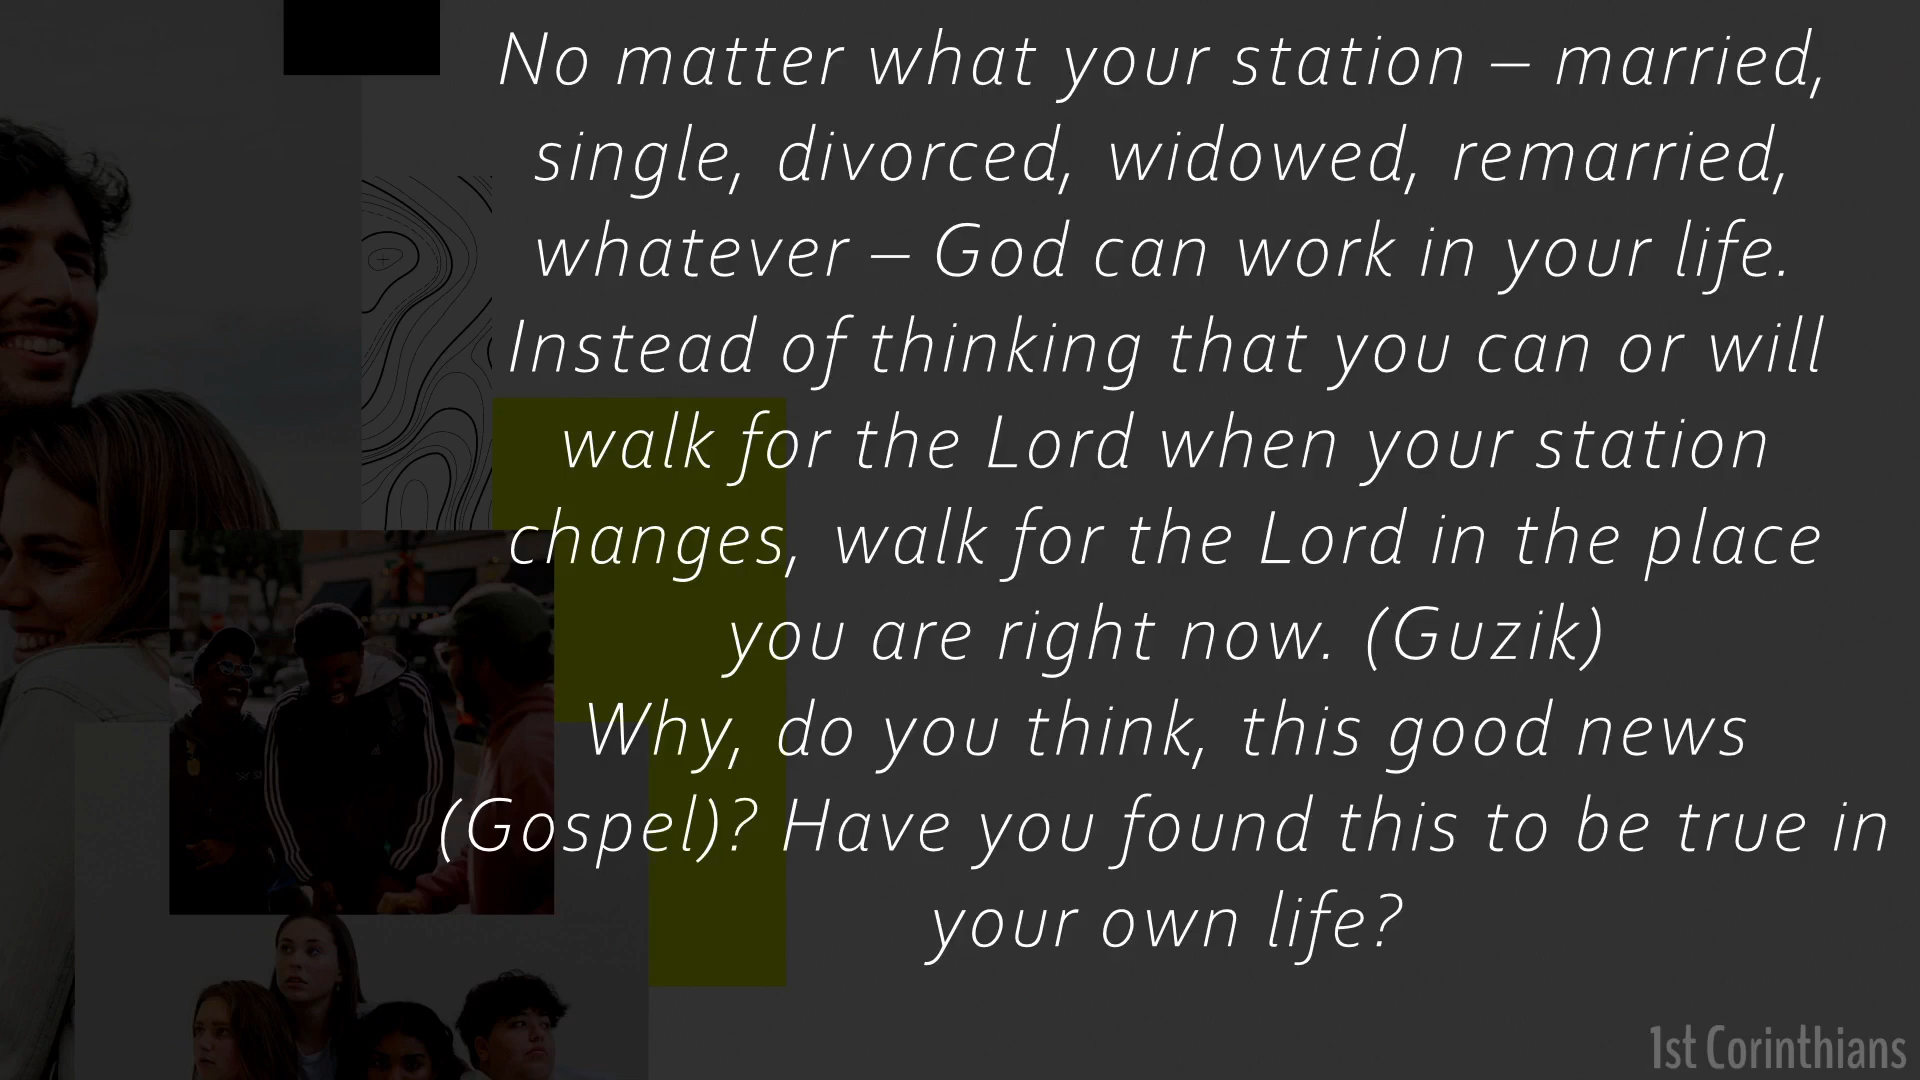 No matter what your station – married,
single, divorced, widowed, remarried,
whatever – God can work in your life.
Instead of thinking that you can or will
walk for the Lord when your station
changes, walk for the Lord in the place
you are right now. (Guzik)
Why, do you think, this good news
(Gospel)? Have you found this to be true in
your own life?
1st Corinthians